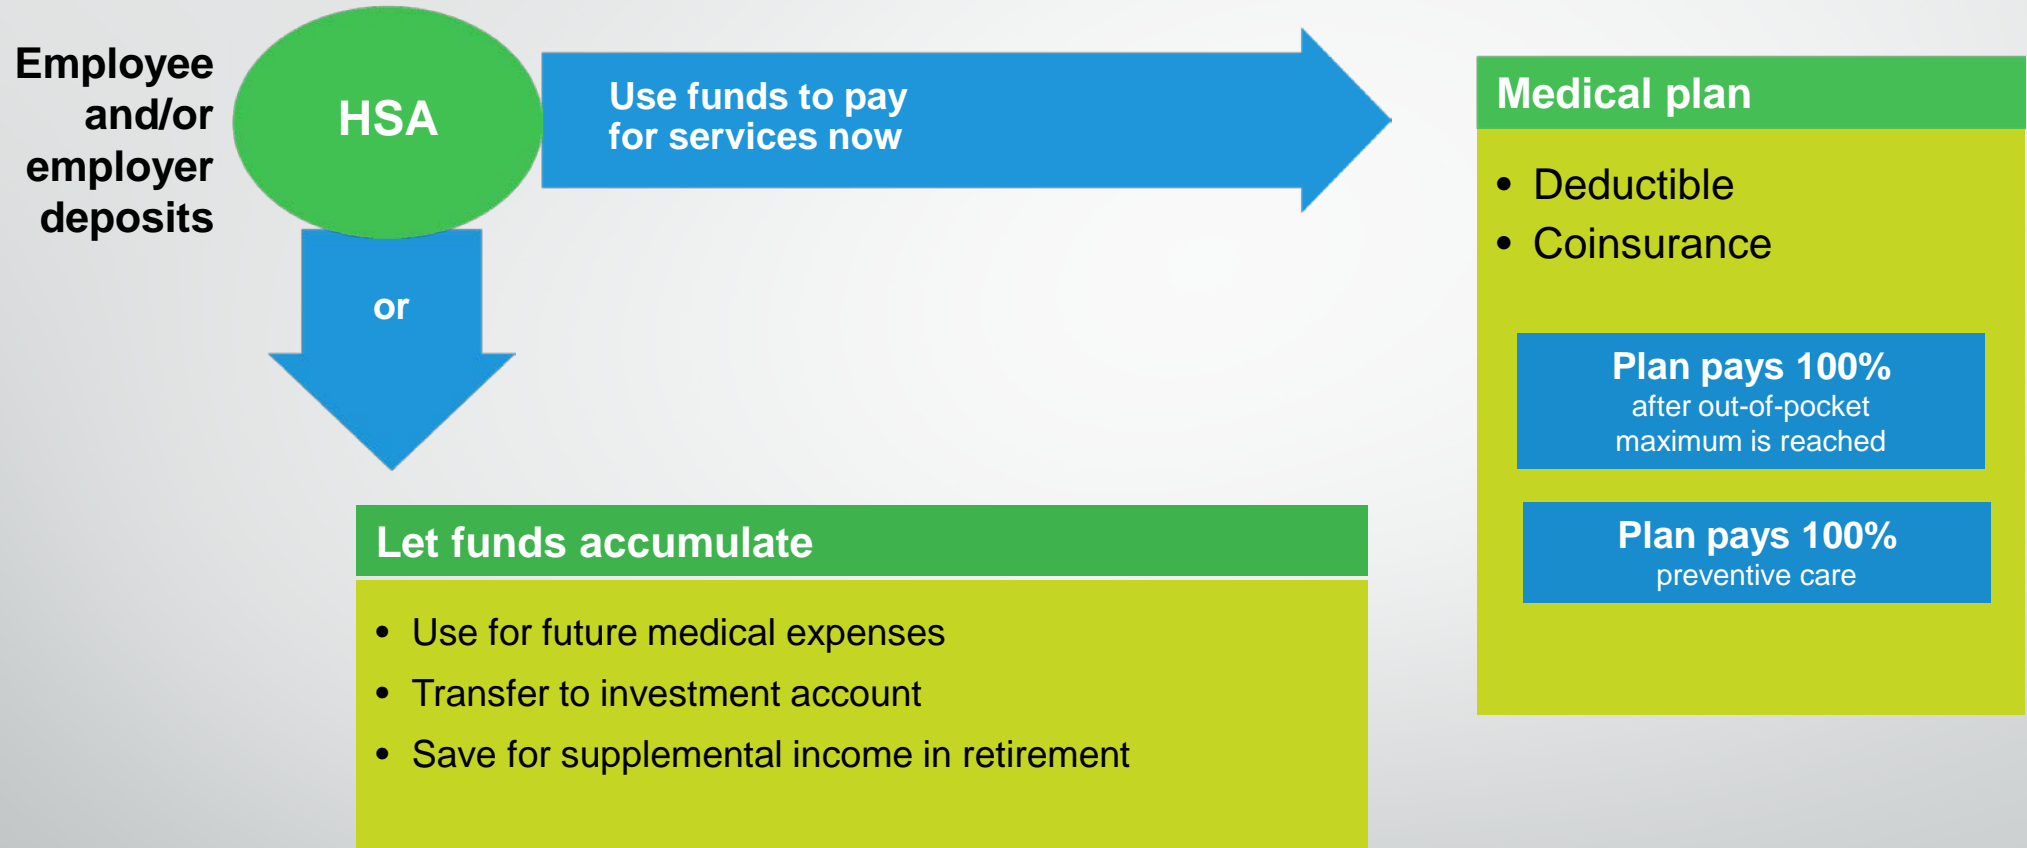 Employee
and/or
employer
deposits
HSA
Use funds to pay
for services now
or
Medical plan
• Deductible
• Coinsurance
Plan pays 100%
after out-of-pocket
maximum is reached
Plan pays 100%
preventive care
Let funds accumulate
• Use for future medical expenses
• Transfer to investment account
• Save for supplemental income in retirement